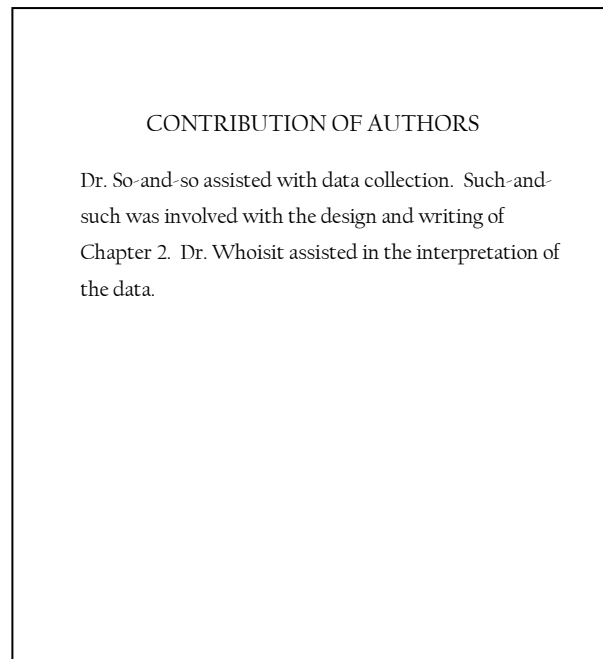 CONTRIBUTION OF AUTHORS
Dr. So-and-so assisted with data collection.  Such-and-
such was involved with the design and writing of
Chapter 2.  Dr. Whoisit assisted in the interpretation of
the data.